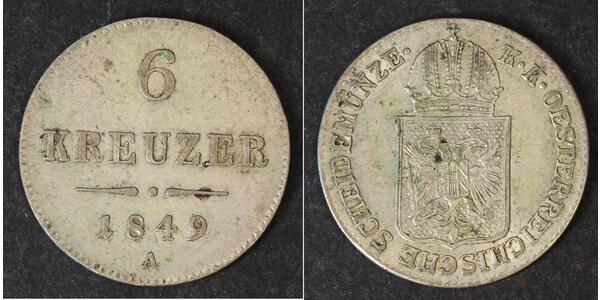 6
KREUZER
1849
A
K. K. OESTERREICHISCHE SCHEIDEMÜNZE.